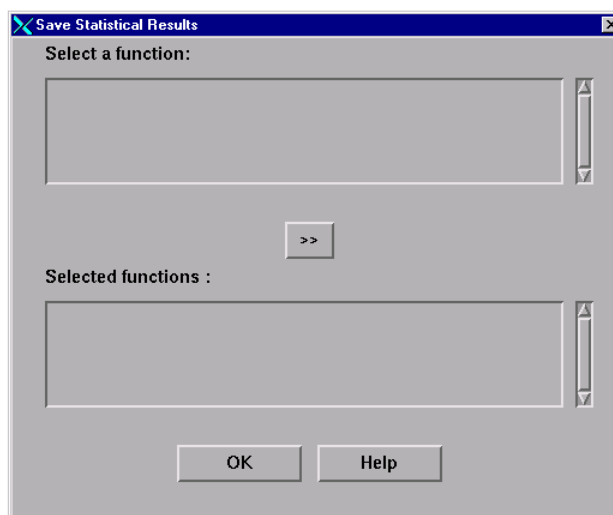 Save Statistical Results
Select a function:
>>
Selected functions :
OK Help